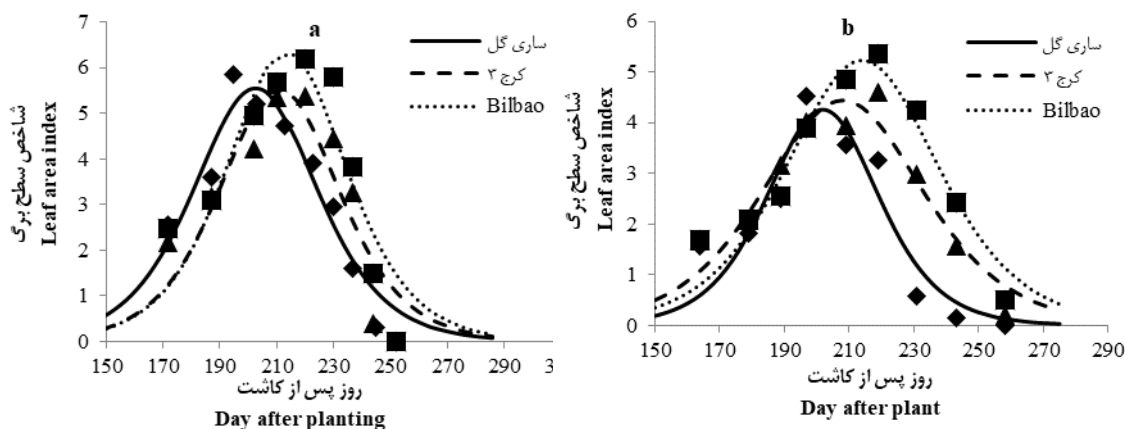 a
شاخص سطح برگ
Leaf area index
7
6
5
4
3
2
1
0
ساری گل
کرج ۳
Bilbao
150 170 190 210 230 250 270 290 3
روز پس از کاشت
Day after planting
b
شاخص سطح برگ
Leaf area index
6
5
4
3
2
1
0
ساری گل
کرج ۳
Bilbao
150 170 190 210 230 250 270 290
روز پس از کاشت
Day after plant